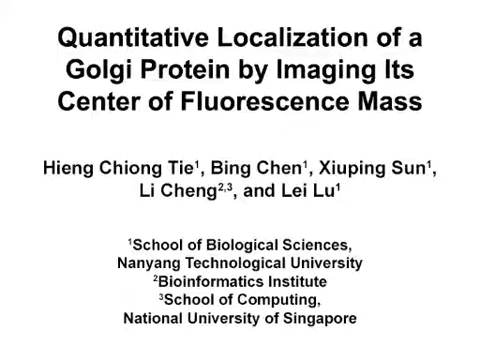 Quantitative Localization of a
Golgi Protein by Imaging Its
Center of Fluorescence Mass
Hieng Chiong Tie¹, Bing Chen¹, Xiuping Sun¹,
Li Cheng²,³, and Lei Lu¹
¹School of Biological Sciences,
Nanyang Technological University
²Bioinformatics Institute
³School of Computing,
National University of Singapore